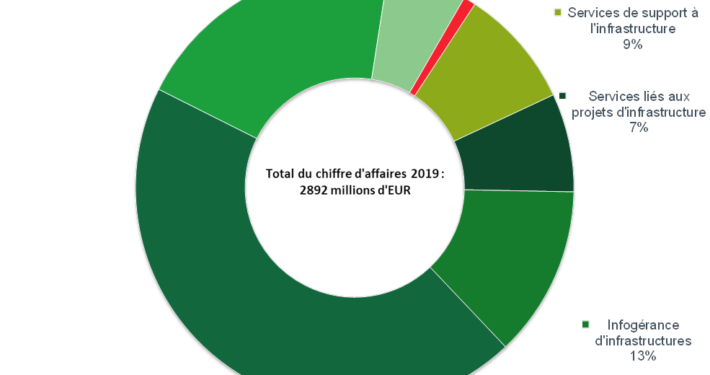 Services de support à
l'infrastructure
9%
Services liés aux
projets d'infrastructure
7%
Total du chiffre d'affaires 2019 :
2892 millions d'EUR
Infogérance
d'infrastructures
13%